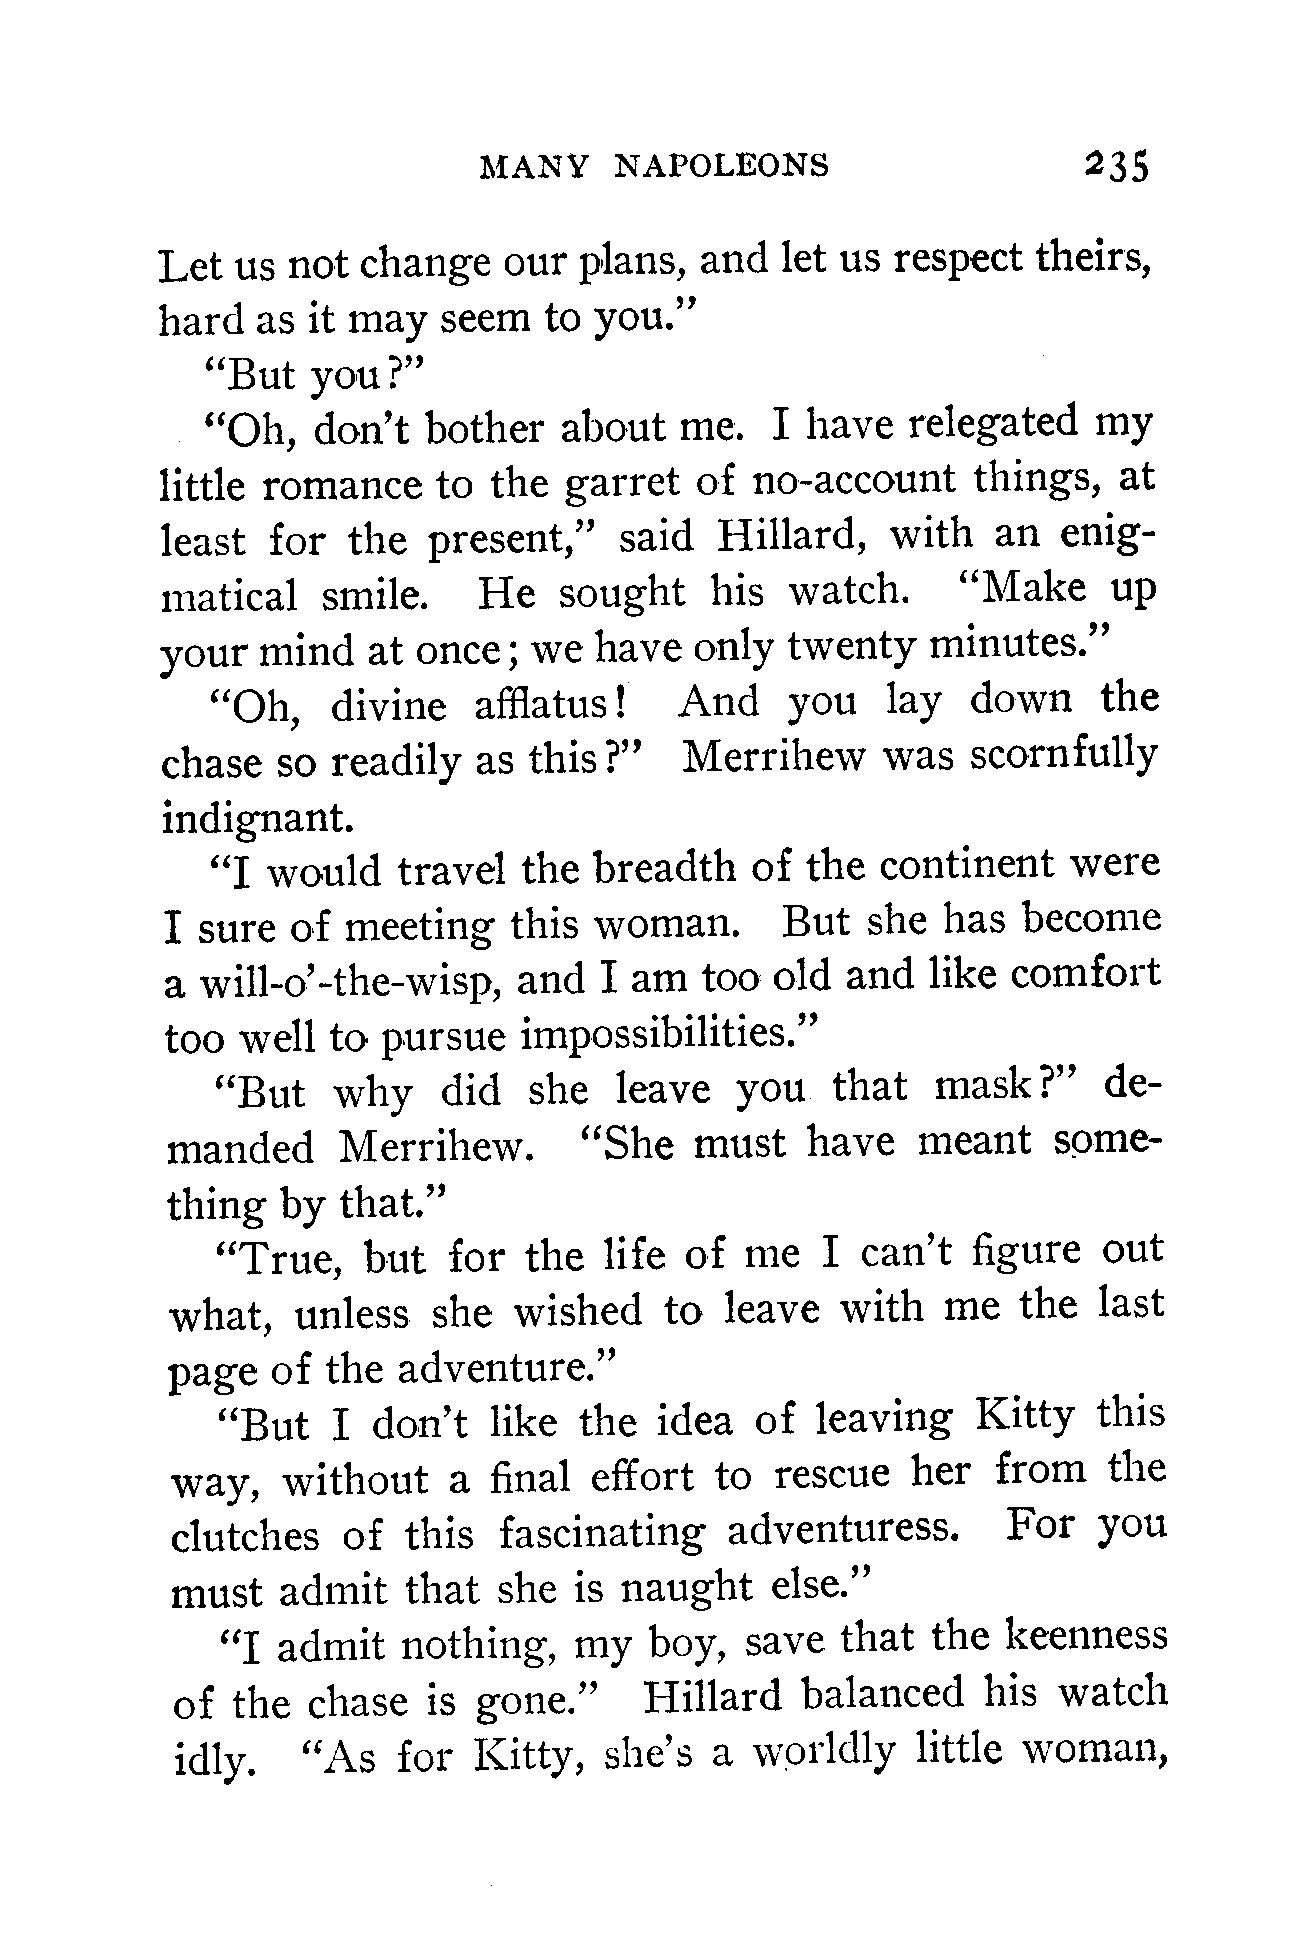 MANY NAPOLEONS 235
Let us not change our plans, and let us respect theirs,
hard as it may seem to you.”
“But you?”
“Oh, don’t bother about me. I have relegated my
little romance to the garret of no-account things, at
least for the present,” said Hillard, with an enig-
matical smile. He sought his watch. “Make up
your mind at once; we have only twenty minutes.”
“Oh, divine afflatus! And you lay down the
chase so readily as this?” Merrihew was scornfully
indignant.
“I would travel the breadth of the continent were
I sure of meeting this woman. But she has become
a will-o’-the-wisp, and I am too old and like comfort
too well to pursue impossibilities.”
“But why did she leave you that mask?” de-
manded Merrihew. “She must have meant some-
thing by that.”
“True, but for the life of me I can’t figure out
what, unless she wished to leave with me the last
page of the adventure.”
“But I don’t like the idea of leaving Kitty this
way, without a final effort to rescue her from the
clutches of this fascinating adventuress. For you
must admit that she is naught else.”
“I admit nothing, my boy, save that the keenness
of the chase is gone.” Hillard balanced his watch
idly. “As for Kitty, she’s a worldly little woman,